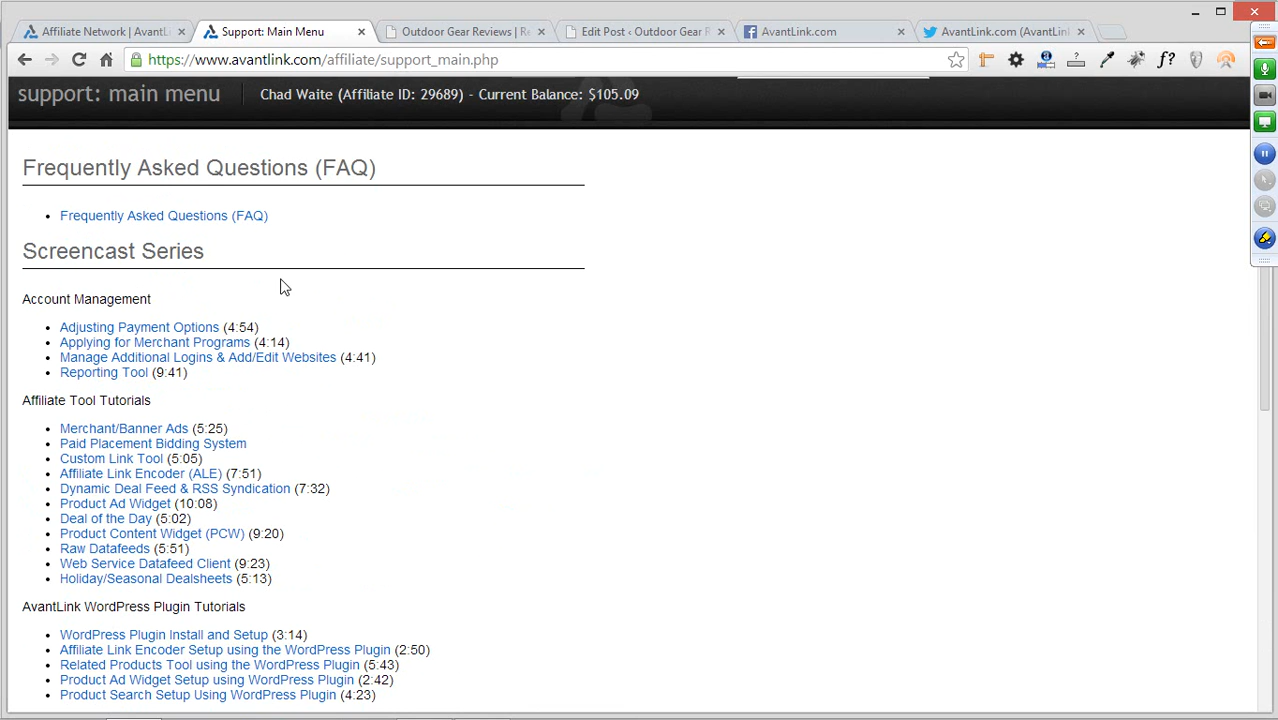 Affiliate Network | AvantL
Support: Main Menu
Outdoor Gear Reviews | Re
Edit Post ‹ Outdoor Gear R
AvantLink.com
AvantLink.com (AvantLin
https://www.avantlink.com/affiliate/support_main.php
support: main menu
Chad Waite (Affiliate ID: 29689) - Current Balance: $105.09
Frequently Asked Questions (FAQ)
• Frequently Asked Questions (FAQ)
Screencast Series
Account Management
• Adjusting Payment Options (4:54)
• Applying for Merchant Programs (4:14)
• Manage Additional Logins & Add/Edit Websites (4:41)
• Reporting Tool (9:41)
Affiliate Tool Tutorials
• Merchant/Banner Ads (5:25)
• Paid Placement Bidding System
• Custom Link Tool (5:05)
• Affiliate Link Encoder (ALE) (7:51)
• Dynamic Deal Feed & RSS Syndication (7:32)
• Product Ad Widget (10:08)
• Deal of the Day (5:02)
• Product Content Widget (PCW) (9:20)
• Raw Datafeeds (5:51)
• Web Service Datafeed Client (9:23)
• Holiday/Seasonal Dealsheets (5:13)
AvantLink WordPress Plugin Tutorials
• WordPress Plugin Install and Setup (3:14)
• Affiliate Link Encoder Setup using the WordPress Plugin (2:50)
• Related Products Tool using the WordPress Plugin (5:43)
• Product Ad Widget Setup using WordPress Plugin (2:42)
• Product Search Setup Using WordPress Plugin (4:23)